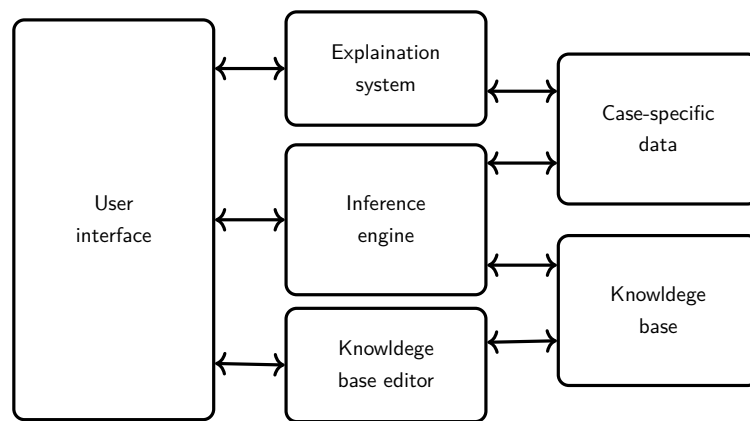 User
interface
Explaination
system
Inference
engine
Knowldege
base editor
Case-specific
data
Knowldege
base